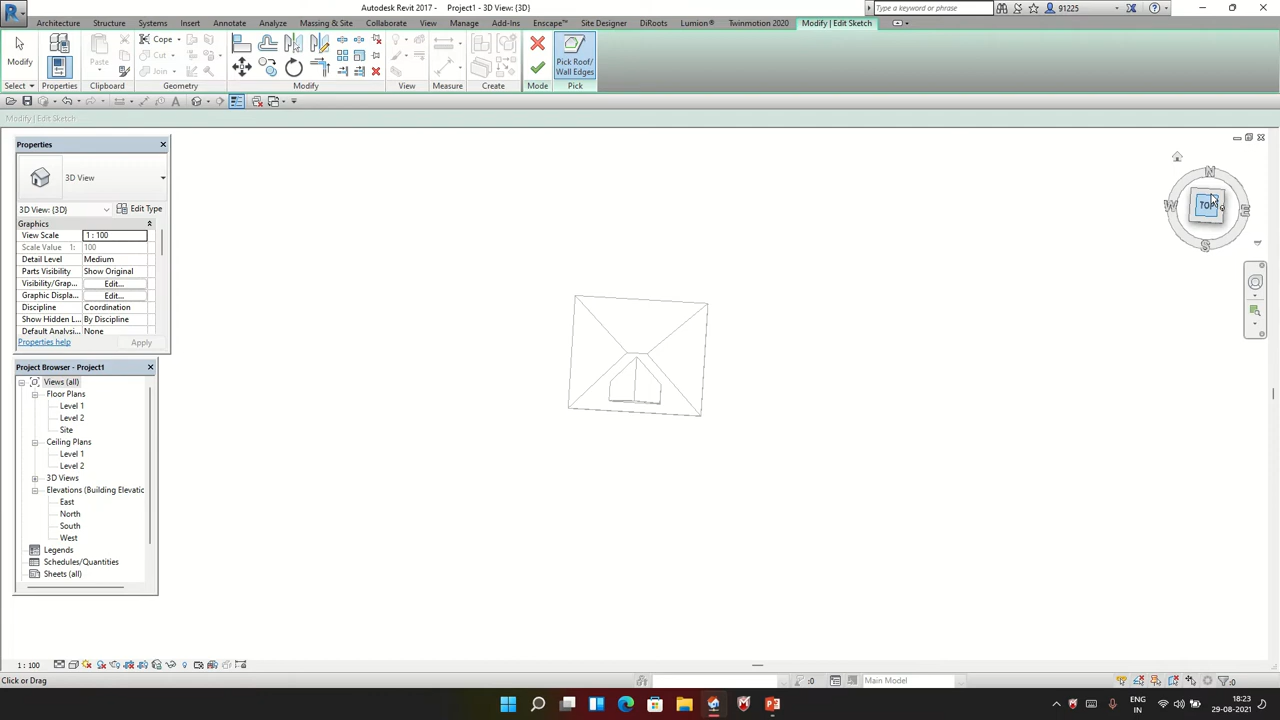 Autodesk Revit 2017 - Project1 - 3D View: {3D}
Type a keyword or phrase
91225
Architecture Structure Systems Insert Annotate Analyze Massing & Site Collaborate View Manage Add-Ins Enscape™ Site Designer DiRoots Lumion® Twinmotion 2020 Modify | Edit Sketch
Modify
Paste
Cope
Cut
Join
Pick Roof/
Wall Edges
Select Properties Clipboard Geometry Modify View Measure Create Mode Pick
Modify | Edit Sketch
Properties
3D View
3D View: {3D} Edit Type
Graphics
View Scale 1 : 100
Scale Value 1: 100
Detail Level Medium
Parts Visibility Show Original
Visibility/Grap... Edit...
Graphic Displa... Edit...
Discipline Coordination
Show Hidden L... By Discipline
Default Analysi... None
Properties help Apply
Project Browser - Project1
Views (all)
Floor Plans
Level 1
Level 2
Site
Ceiling Plans
Level 1
Level 2
3D Views
Elevations (Building Elevatic
East
North
South
West
Legends
Schedules/Quantities
Sheets (all)
N
W TOP E
S
1 : 100
Click or Drag
:0
Main Model
:0
ENG
IN
18:23
29-08-2021